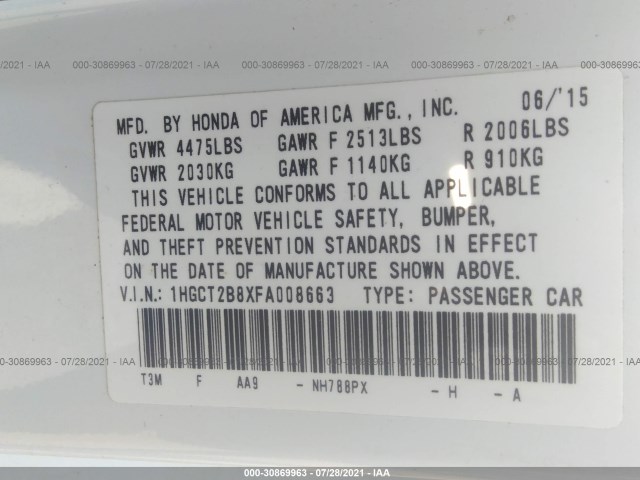 000-30869963 - 07/28/2021 - IAA
MFD. BY HONDA OF AMERICA MFG., INC. 06/'15
GVWR 4475LBS GAWR F 2513LBS R 2006LBS
GVWR 2030KG GAWR F 1140KG R 910KG
THIS VEHICLE CONFORMS TO ALL APPLICABLE
FEDERAL MOTOR VEHICLE SAFETY, BUMPER,
AND THEFT PREVENTION STANDARDS IN EFFECT
ON THE DATE OF MANUFACTURE SHOWN ABOVE.
V.I.N.: 1HGCT2B8XFA008663 TYPE: PASSENGER CAR
T3M F AA9 - NH788PX - H - A
000-30869963 - 07/28/2021 - IAA